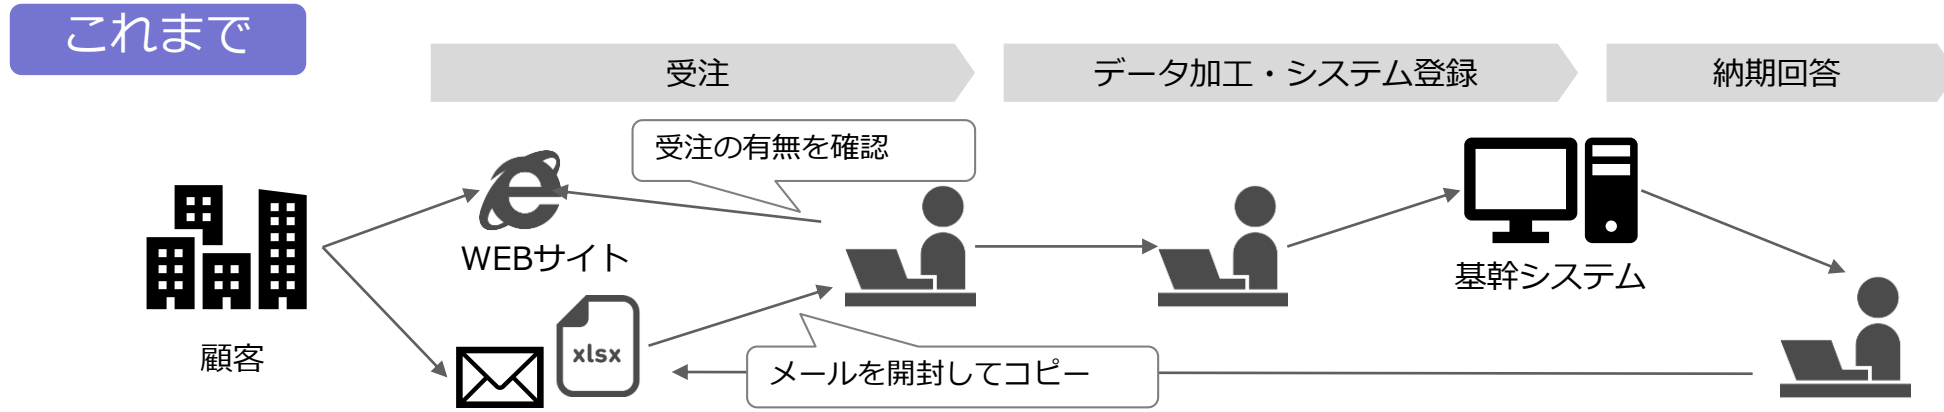 これまで
受注
データ加工・システム登録
納期回答
受注の有無を確認
WEBサイト
基幹システム
xlsx
顧客
メールを開封してコピー